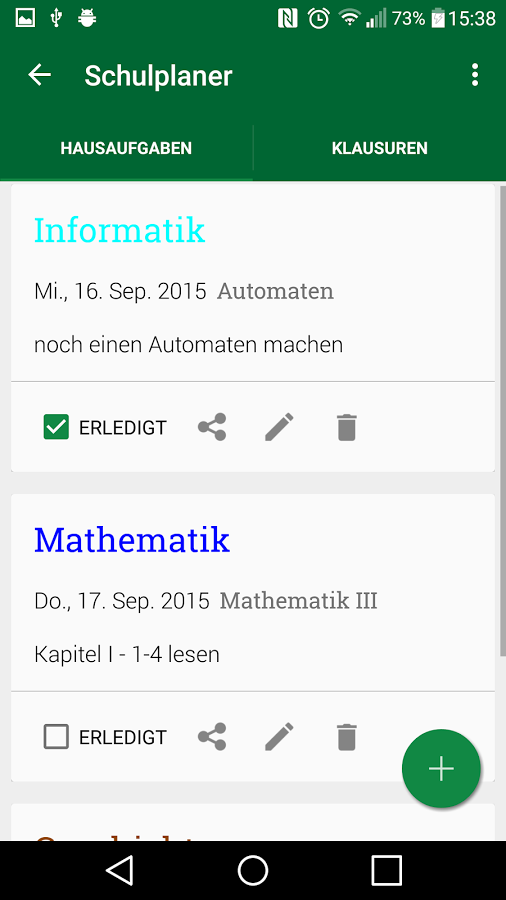 73% 15:38
Schulplaner
HAUSAUFGABEN KLAUSUREN
Informatik
Mi., 16. Sep. 2015 Automaten
noch einen Automaten machen
ERLEDIGT
Mathematik
Do., 17. Sep. 2015 Mathematik III
Kapitel I - 1-4 lesen
ERLEDIGT